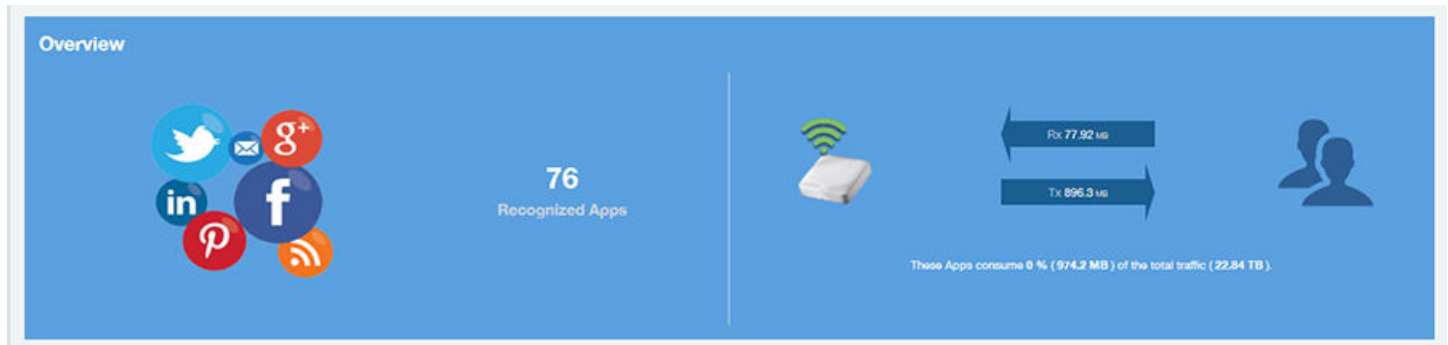 Overview
g+
in
f
76
Recognized Apps
Rx 77.92 MB
Tx 896.3 MB
These Apps consume 0 % ( 974.2 MB ) of the total traffic ( 22.84 TB ).